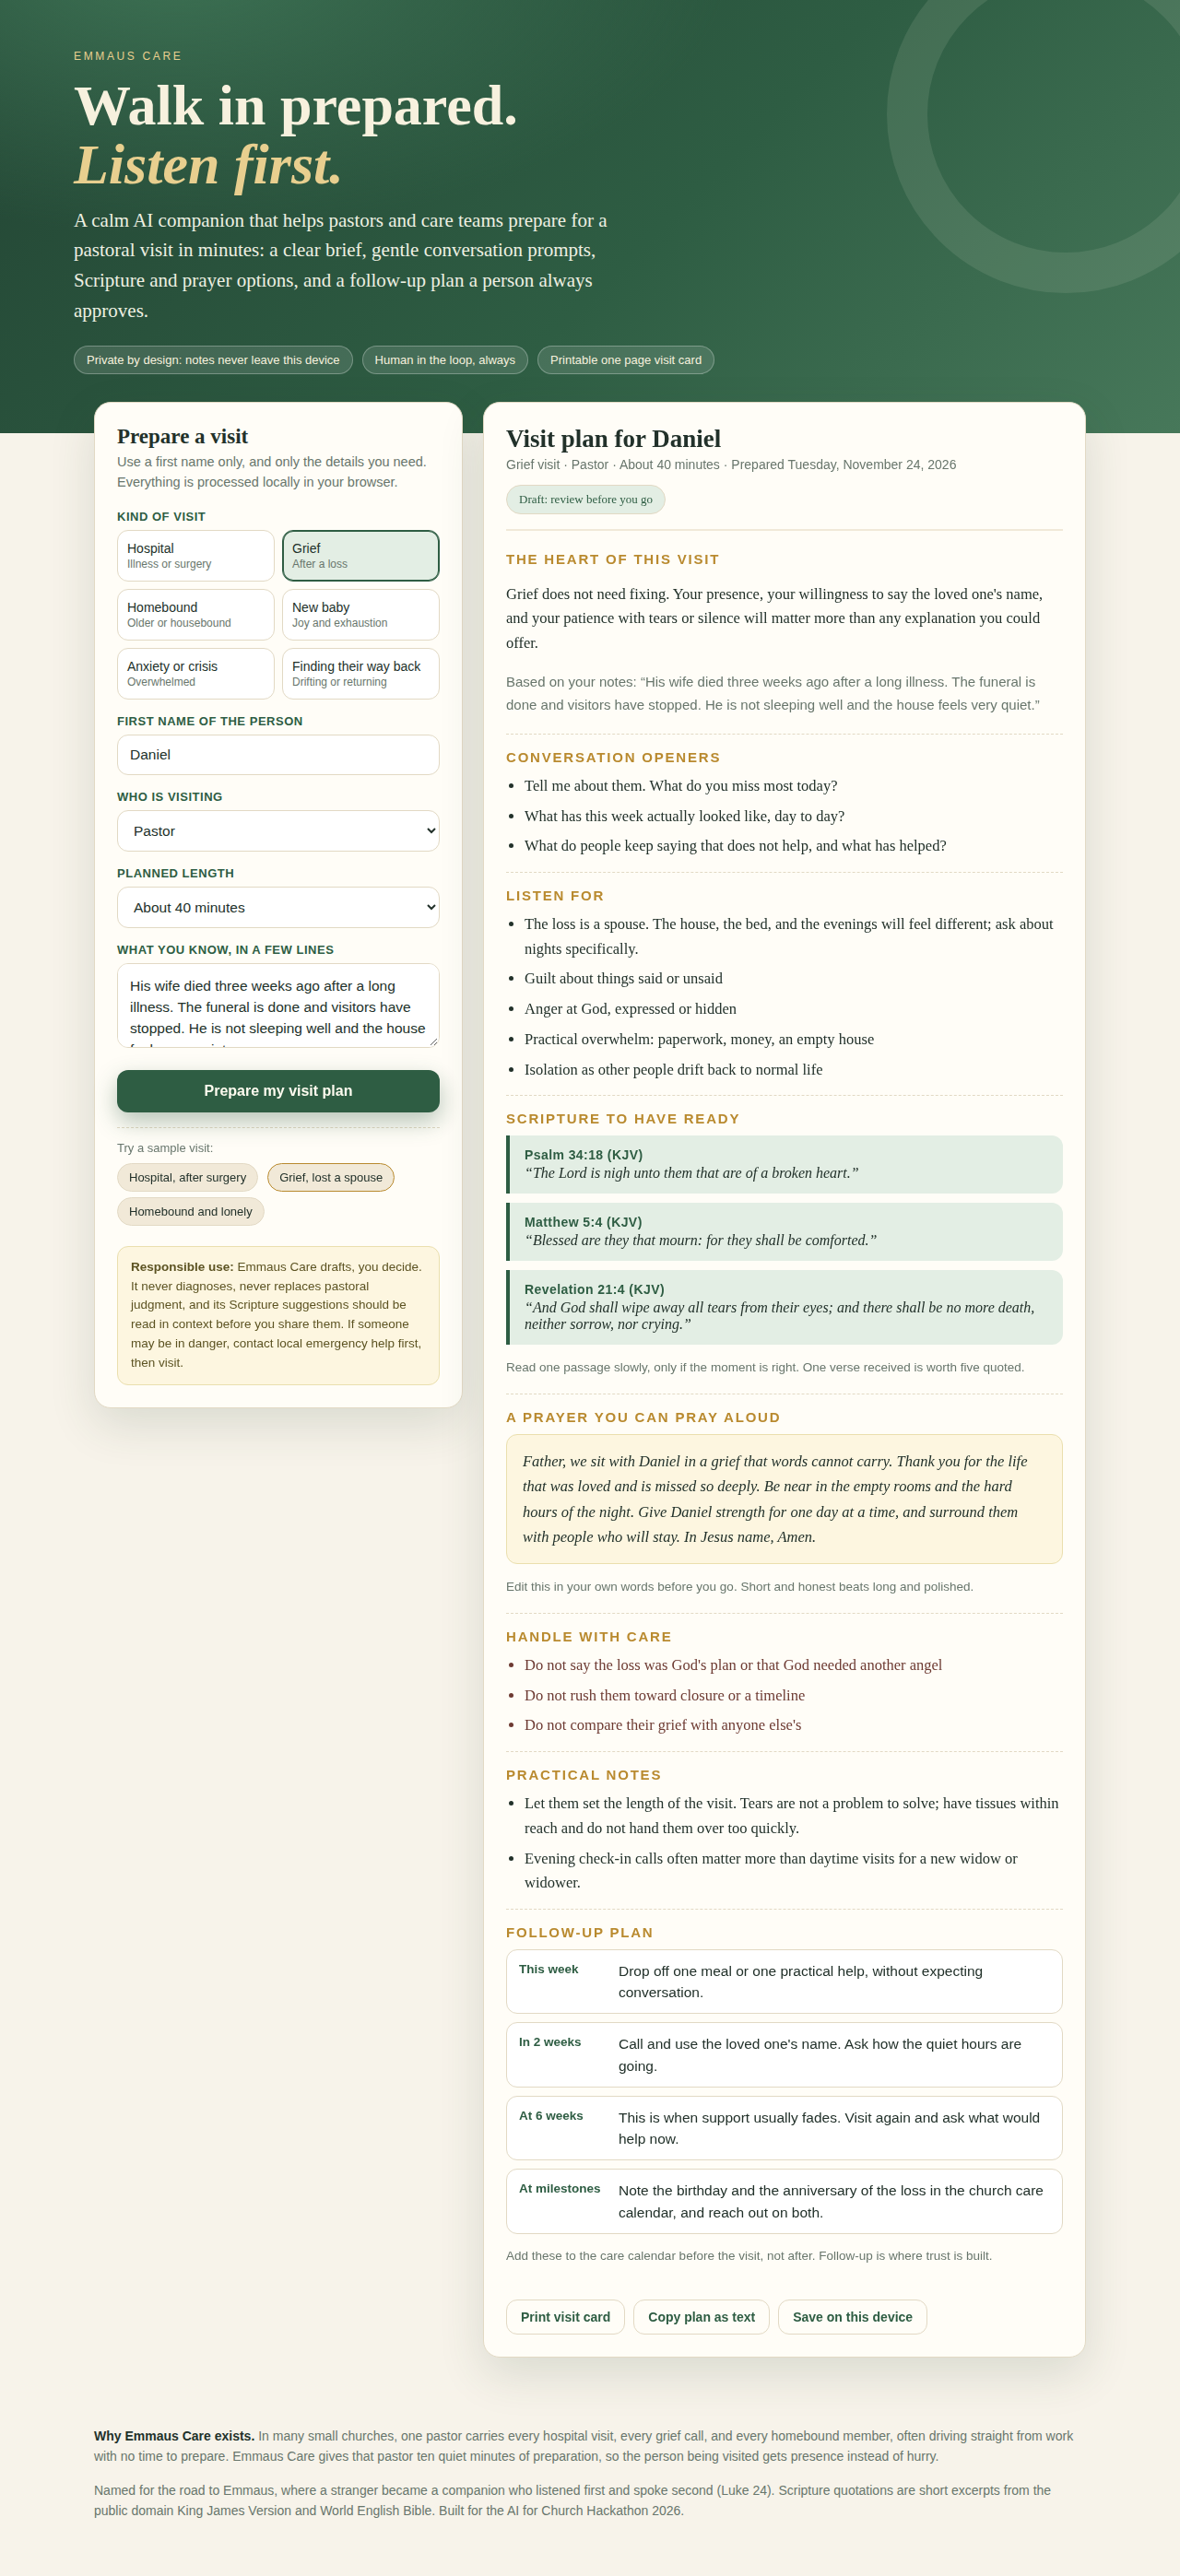 EMMAUS CARE
Walk in prepared.
Listen first.
A calm AI companion that helps pastors and care teams prepare for a
pastoral visit in minutes: a clear brief, gentle conversation prompts,
Scripture and prayer options, and a follow-up plan a person always
approves.
Private by design: notes never leave this device
Human in the loop, always
Printable one page visit card
Prepare a visit
Use a first name only, and only the details you need.
Everything is processed locally in your browser.
KIND OF VISIT
Hospital
Illness or surgery
Grief
After a loss
Homebound
Older or housebound
New baby
Joy and exhaustion
Anxiety or crisis
Overwhelmed
Finding their way back
Drifting or returning
FIRST NAME OF THE PERSON
Daniel
WHO IS VISITING
Pastor
PLANNED LENGTH
About 40 minutes
WHAT YOU KNOW, IN A FEW LINES
His wife died three weeks ago after a long
illness. The funeral is done and visitors have
stopped. He is not sleeping well and the house
Prepare my visit plan
Try a sample visit:
Hospital, after surgery
Grief, lost a spouse
Homebound and lonely
Responsible use: Emmaus Care drafts, you decide.
It never diagnoses, never replaces pastoral
judgment, and its Scripture suggestions should be
read in context before you share them. If someone
may be in danger, contact local emergency help first,
then visit.
Visit plan for Daniel
Grief visit · Pastor · About 40 minutes · Prepared Tuesday, November 24, 2026
Draft: review before you go
THE HEART OF THIS VISIT
Grief does not need fixing. Your presence, your willingness to say the loved one's name,
and your patience with tears or silence will matter more than any explanation you could
offer.
Based on your notes: “His wife died three weeks ago after a long illness. The funeral is
done and visitors have stopped. He is not sleeping well and the house feels very quiet.”
CONVERSATION OPENERS
• Tell me about them. What do you miss most today?
• What has this week actually looked like, day to day?
• What do people keep saying that does not help, and what has helped?
LISTEN FOR
• The loss is a spouse. The house, the bed, and the evenings will feel different; ask about
nights specifically.
• Guilt about things said or unsaid
• Anger at God, expressed or hidden
• Practical overwhelm: paperwork, money, an empty house
• Isolation as other people drift back to normal life
SCRIPTURE TO HAVE READY
Psalm 34:18 (KJV)
“The Lord is nigh unto them that are of a broken heart.”
Matthew 5:4 (KJV)
“Blessed are they that mourn: for they shall be comforted.”
Revelation 21:4 (KJV)
“And God shall wipe away all tears from their eyes; and there shall be no more death,
neither sorrow, nor crying.”
Read one passage slowly, only if the moment is right. One verse received is worth five quoted.
A PRAYER YOU CAN PRAY ALOUD
Father, we sit with Daniel in a grief that words cannot carry. Thank you for the life
that was loved and is missed so deeply. Be near in the empty rooms and the hard
hours of the night. Give Daniel strength for one day at a time, and surround them
with people who will stay. In Jesus name, Amen.
Edit this in your own words before you go. Short and honest beats long and polished.
HANDLE WITH CARE
• Do not say the loss was God's plan or that God needed another angel
• Do not rush them toward closure or a timeline
• Do not compare their grief with anyone else's
PRACTICAL NOTES
• Let them set the length of the visit. Tears are not a problem to solve; have tissues within
reach and do not hand them over too quickly.
• Evening check-in calls often matter more than daytime visits for a new widow or
widower.
FOLLOW-UP PLAN
This week
Drop off one meal or one practical help, without expecting
conversation.
In 2 weeks
Call and use the loved one's name. Ask how the quiet hours are
going.
At 6 weeks
This is when support usually fades. Visit again and ask what would
help now.
At milestones
Note the birthday and the anniversary of the loss in the church care
calendar, and reach out on both.
Add these to the care calendar before the visit, not after. Follow-up is where trust is built.
Print visit card
Copy plan as text
Save on this device
Why Emmaus Care exists. In many small churches, one pastor carries every hospital visit, every grief call, and every homebound member, often driving straight from work
with no time to prepare. Emmaus Care gives that pastor ten quiet minutes of preparation, so the person being visited gets presence instead of hurry.
Named for the road to Emmaus, where a stranger became a companion who listened first and spoke second (Luke 24). Scripture quotations are short excerpts from the
public domain King James Version and World English Bible. Built for the AI for Church Hackathon 2026.